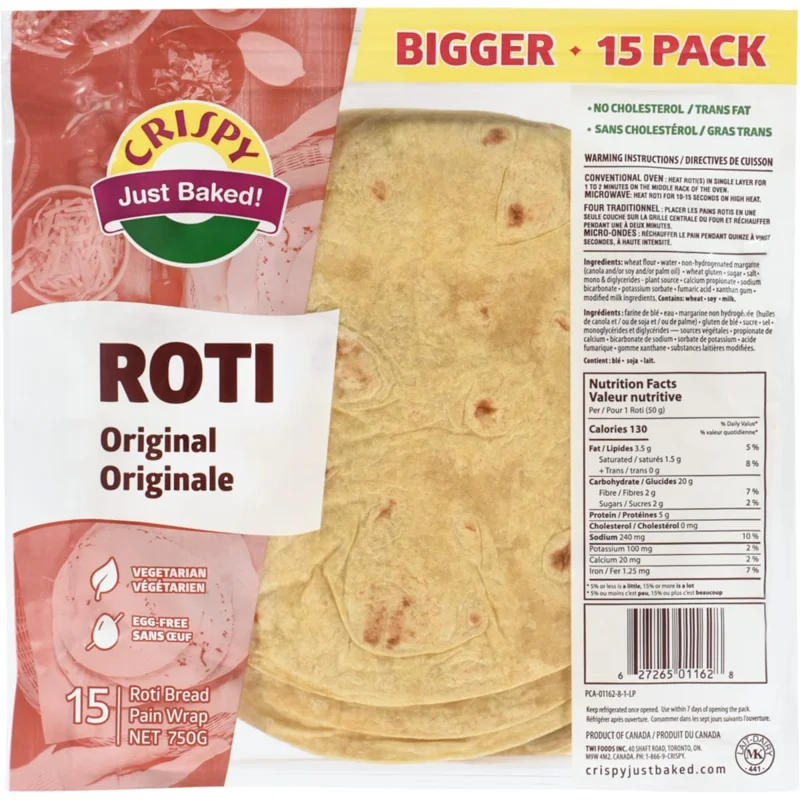 BIGGER • 15 PACK
CRISPY
Just Baked!
®
ROTI
Original
Originale
VEGETARIAN
VÉGÉTARIEN
EGG-FREE
SANS ŒUF
15
Roti Bread
Pain Wrap
NET 750G
• NO CHOLESTEROL / TRANS FAT
• SANS CHOLESTÉROL / GRAS TRANS
WARMING INSTRUCTIONS / DIRECTIVES DE CUISSON
CONVENTIONAL OVEN : HEAT ROTI(S) IN SINGLE LAYER FOR
1 TO 2 MINUTES ON THE MIDDLE RACK OF THE OVEN.
MICROWAVE: HEAT ROTI FOR 10-15 SECONDS ON HIGH HEAT.
FOUR TRADITIONNEL : PLACER LES PAINS ROTIS EN UNE
SEULE COUCHE SUR LA GRILLE CENTRALE DU FOUR ET RÉCHAUFFER
PENDANT UNE À DEUX MINUTES.
MICRO-ONDES : RÉCHAUFFER LE PAIN PENDANT QUINZE À VINGT
SECONDES, À HAUTE INTENSITÉ.
Ingredients: wheat flour • water • non-hydrogenated margarine
(canola and/or soy and/or palm oil) • wheat gluten • sugar • salt •
mono & diglycerides - plant source • calcium propionate • sodium
bicarbonate • potassium sorbate • fumaric acid • xanthan gum •
modified milk ingredients. Contains: wheat • soy • milk.
Ingrédients: farine de blé • eau • margarine non hydrogénée (huiles
de canola et / ou de soja et / ou de palme) • gluten de blé • sucre • sel •
monoglycérides et diglycérides — sources végétales • propionate de
calcium • bicarbonate de sodium • sorbate de potassium • acide
fumarique • gomme xanthane • substances laitières modifiées.
Contient : blé • soja • lait.
Nutrition Facts
Valeur nutritive
Per / Pour 1 Roti (50 g)
Calories 130
% Daily Value*
% valeur quotidienne*
Fat / Lipides 3.5 g 5 %
Saturated / saturés 1.5 g
+ Trans / trans 0 g 8 %
Carbohydrate / Glucides 20 g
Fibre / Fibres 2 g 7 %
Sugars / Sucres 2 g 2 %
Protein / Protéines 5 g
Cholesterol / Cholestérol 0 mg
Sodium 240 mg 10 %
Potassium 100 mg 2 %
Calcium 20 mg 2 %
Iron / Fer 1.25 mg 7 %
* 5% or less is a little, 15% or more is a lot
* 5% ou moins c'est peu, 15% ou plus c'est beaucoup
6 27265 01162 8
PCA-01162-8-1-LP
Keep refrigerated once opened. Use within 7 days of opening the pack.
Réfrigérer après ouverture. Consommer dans les sept jours suivants l'ouverture.
PRODUCT OF CANADA / PRODUIT DU CANADA
TWI FOODS INC. 40 SHAFT ROAD, TORONTO, ON.
M9W 4M2. CANADA. PH: 1-866-9-CRISPY.
crispyjustbaked.com
LAIT-DAIRY
MK
441